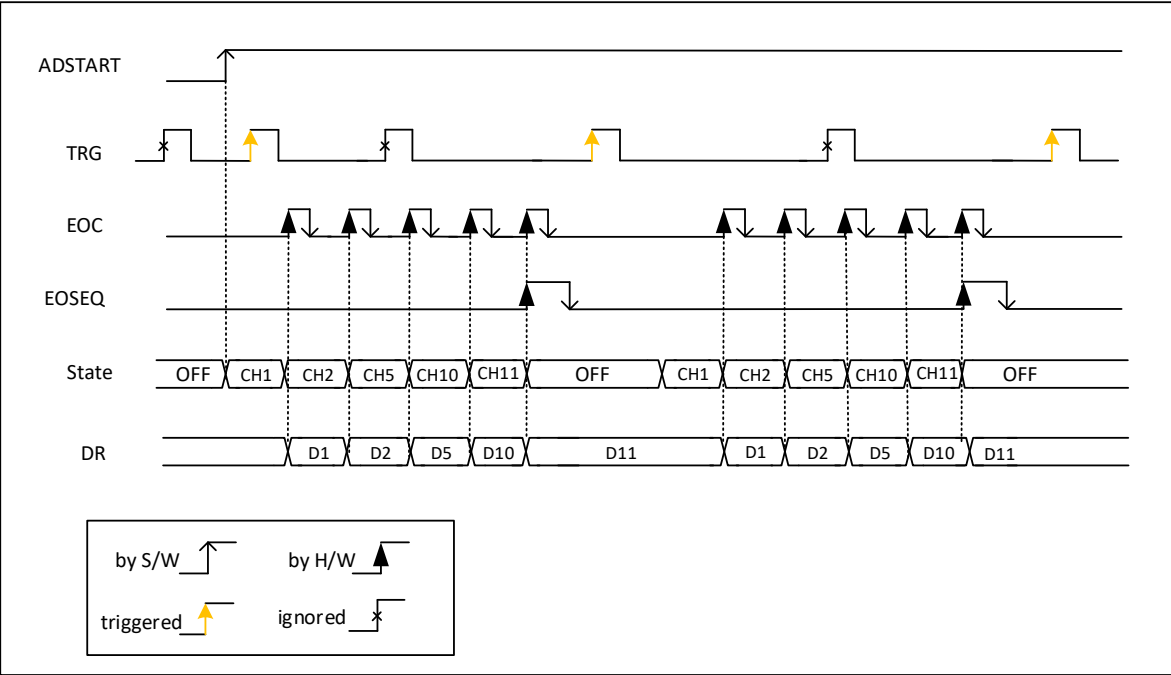 ADSTART
TRG
EOC
EOSEQ
State OFF CH1 CH2 CH5 CH10 CH11 OFF CH1 CH2 CH5 CH10 CH11 OFF
DR D1 D2 D5 D10 D11 D1 D2 D5 D10 D11
by S/W by H/W
triggered ignored